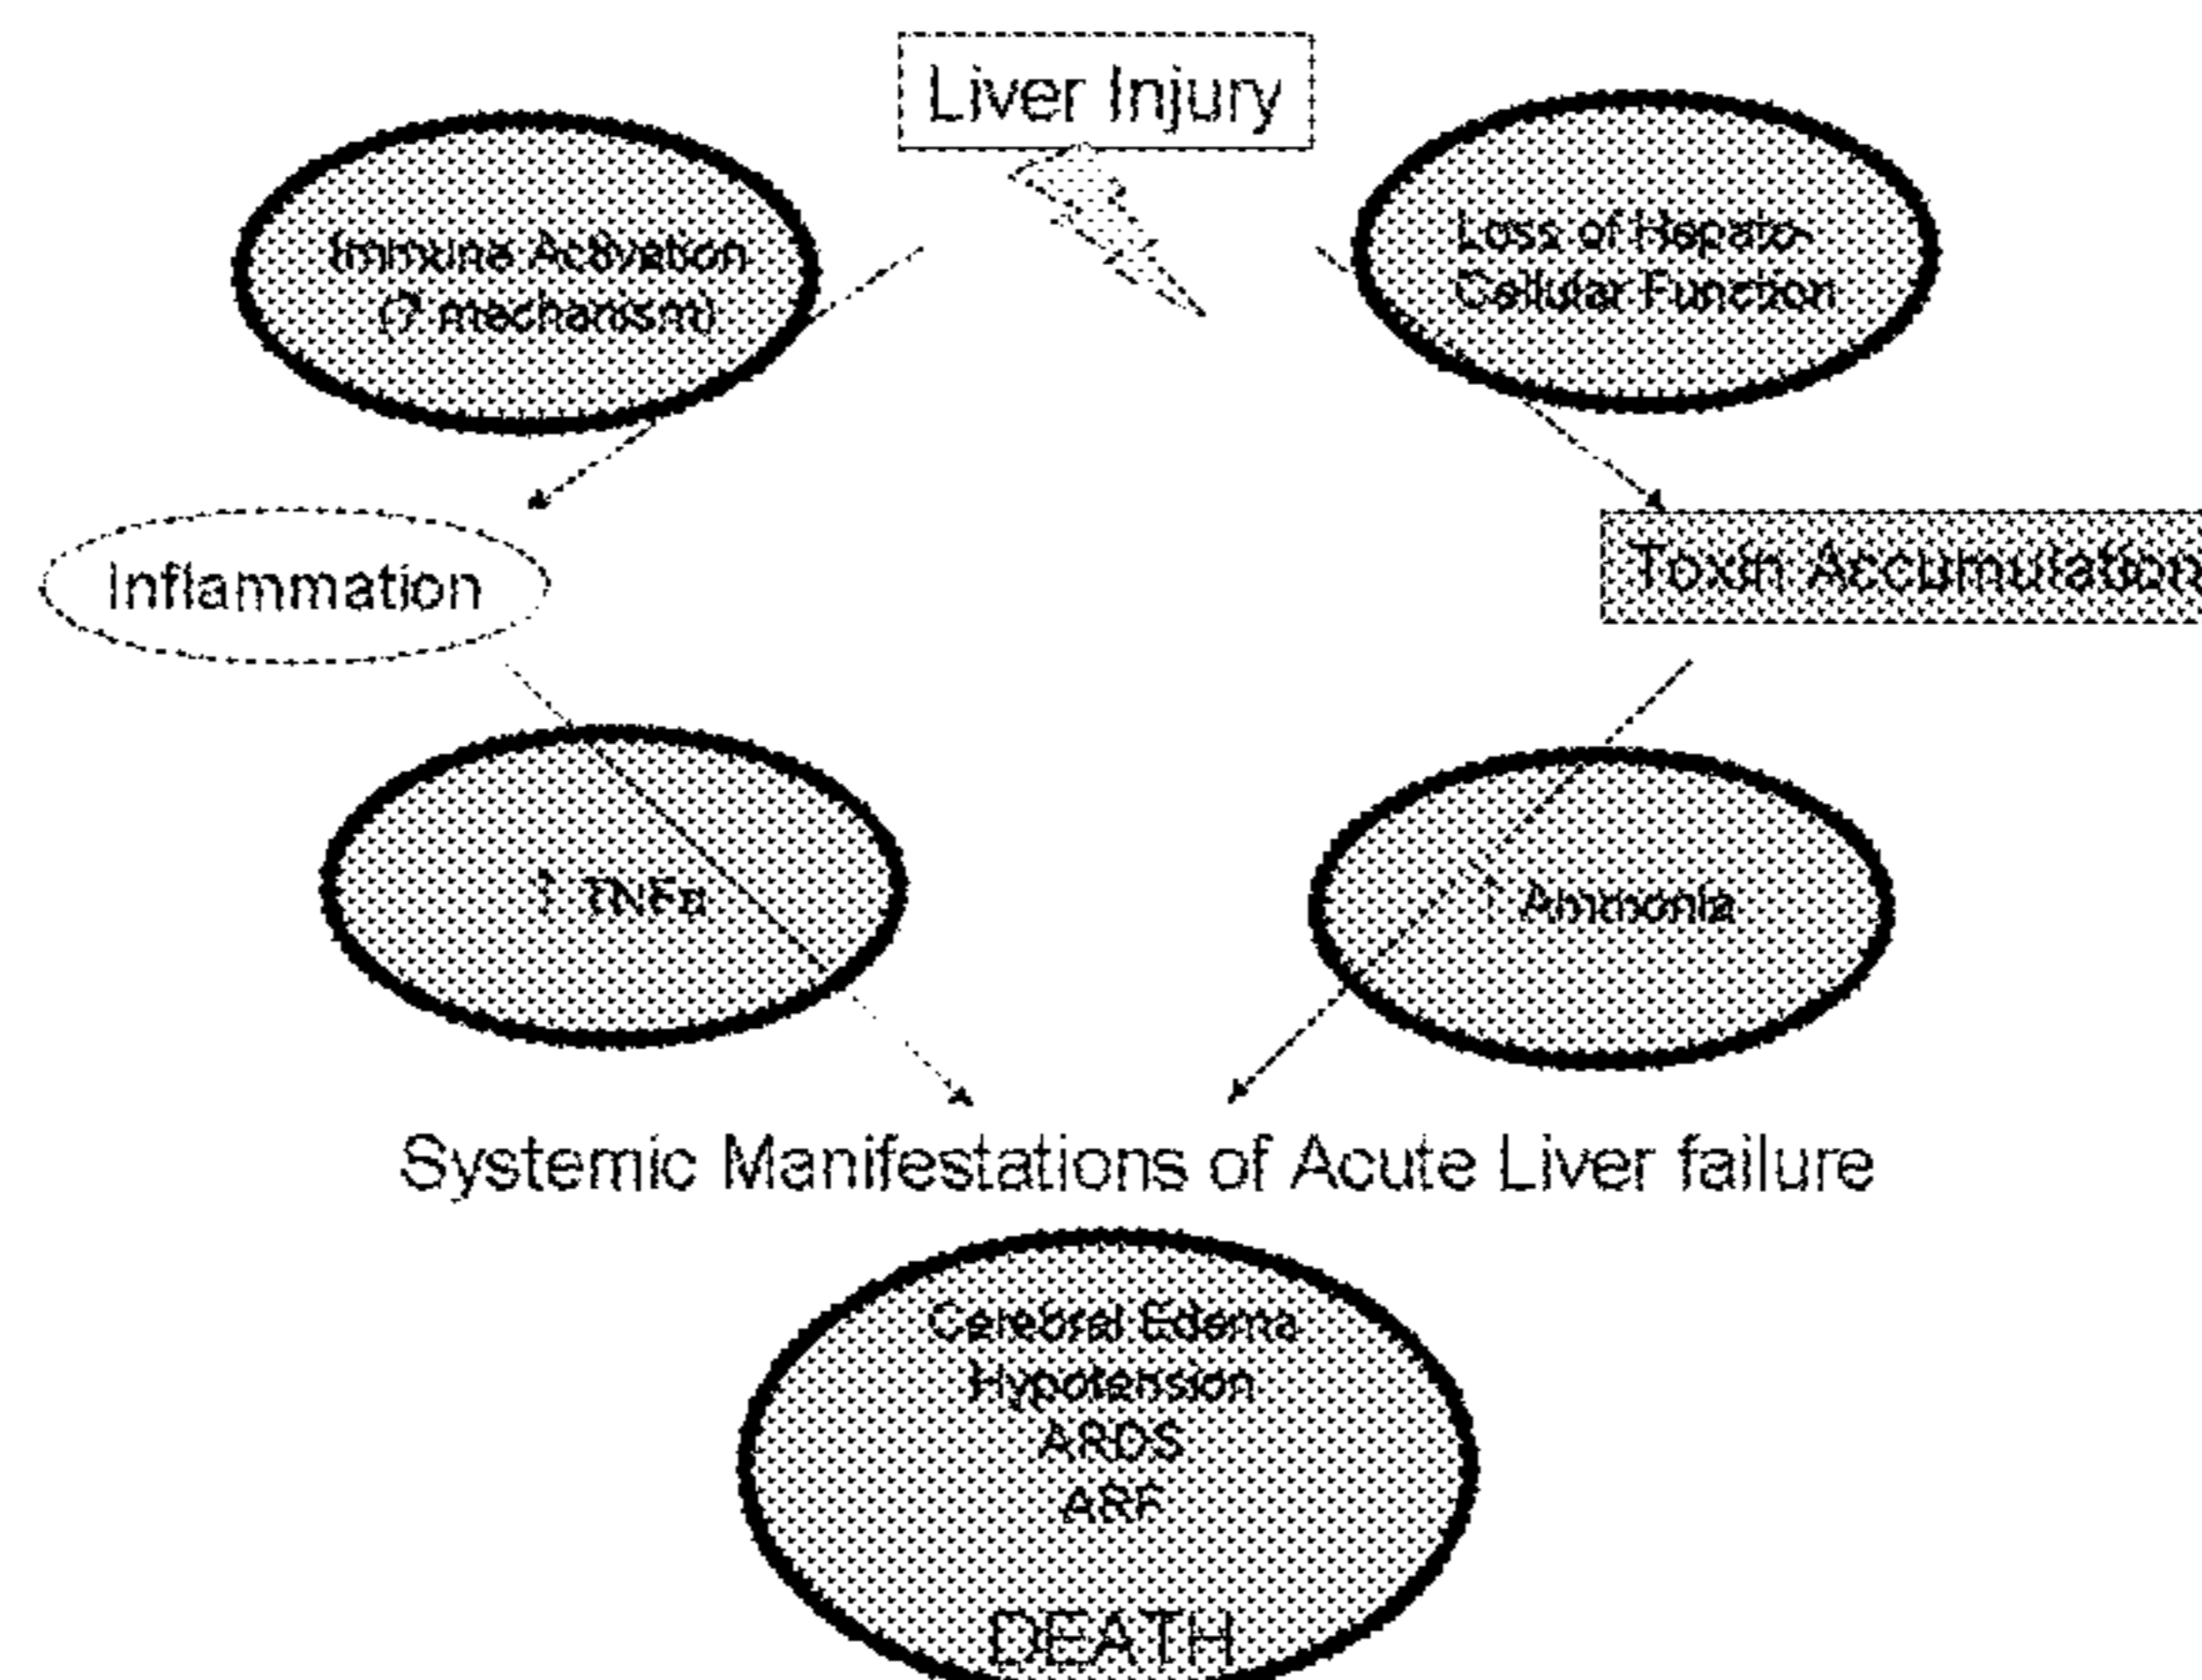 Liver Injury
Immune Activation
(? mechanism)
Loss of Hepato-
Cellular Function
Inflammation
Toxin Accumulation
↑ TNFα
↑ Ammonia
Systemic Manifestations of Acute Liver failure
Cerebral Edema
Hypotension
ARDS
ARF
DEATH